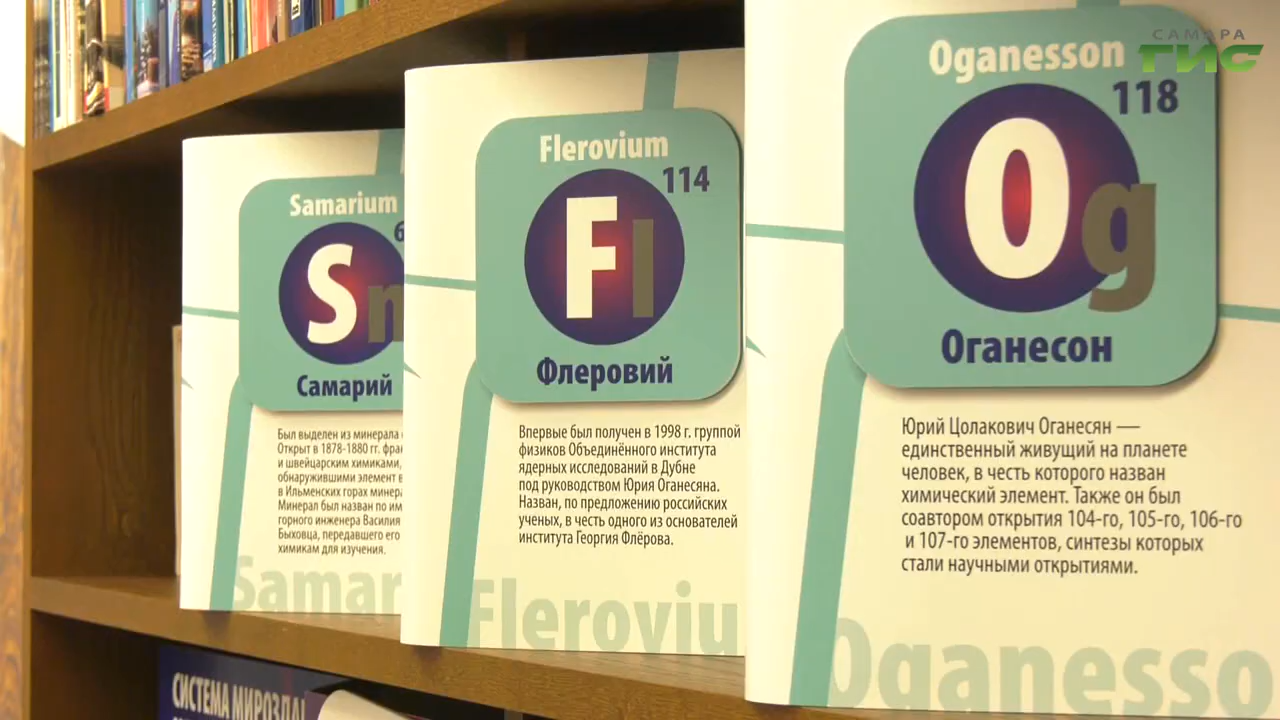 САМАРА
ГИС
Samarium
6
Sm
Самарий
Был выделен из минерала
Открыт в 1878-1880 гг.
и швейцарским химиками,
обнаружившими элемент в
в Ильменских горах
Минерал был назван по
горного инженера Василия
Быховца, передавшего его
химикам для изучения.
Samar
Flerovium
114
Fl
Флеровий
Впервые был получен в 1998 г. группой
физиков Объединённого института
ядерных исследований в Дубне
под руководством Юрия Оганесяна.
Назван, по предложению российских
ученых, в честь одного из основателей
института Георгия Флёрова.
Fleroviu
Oganesson
118
Og
Оганесон
Юрий Цолакович Оганесян —
единственный живущий на планете
человек, в честь которого назван
химический элемент. Также он был
соавтором открытия 104-го, 105-го, 106-го
и 107-го элементов, синтезы которых
стали научными открытиями.
Oganesso
СИСТЕМА МИРОЗДА